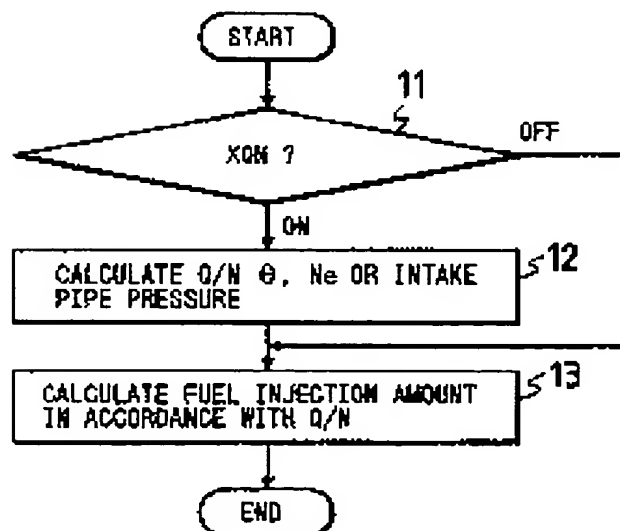 START
11
XQM ?
OFF
ON
CALCULATE Q/N θ, Ne OR INTAKE
PIPE PRESSURE
12
CALCULATE FUEL INJECTION AMOUNT
IN ACCORDANCE WITH Q/N
13
END